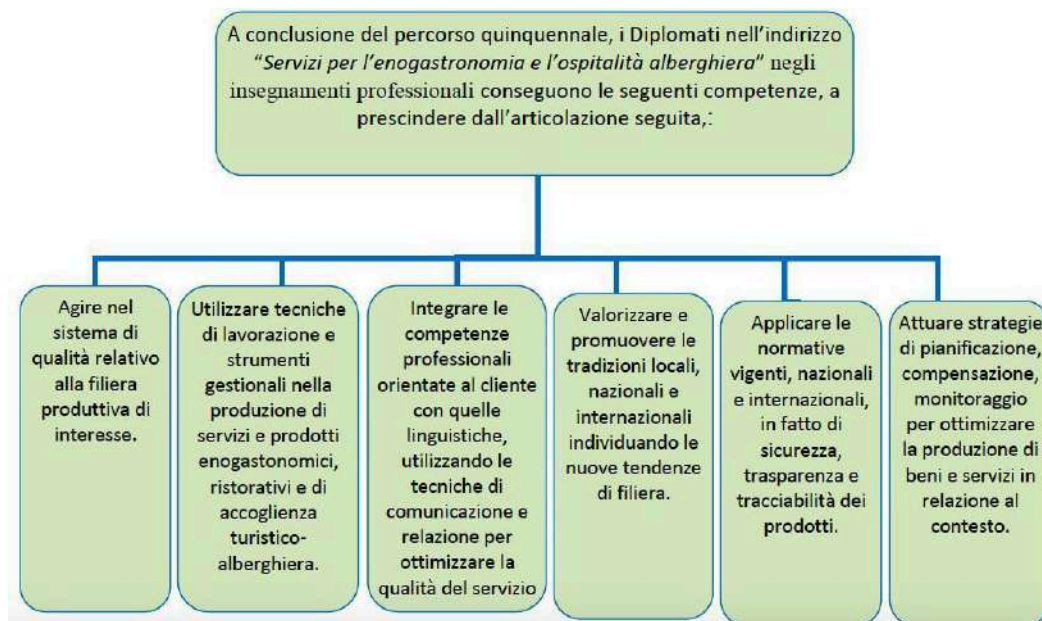 A conclusione del percorso quinquennale, i Diplomati nell'indirizzo
"Servizi per l'enogastronomia e l'ospitalità alberghiera" negli
insegnamenti professionali conseguono le seguenti competenze, a
prescindere dall'articolazione seguita,:
Agire nel
sistema di
qualità relativo
alla filiera
produttiva di
interesse.
Utilizzare tecniche
di lavorazione e
strumenti
gestionali nella
produzione di
servizi e prodotti
enogastonomici,
ristorativi e di
accoglienza
turistico-
alberghiera.
Integrare le
competenze
professionali
orientate al cliente
con quelle
linguistiche,
utilizzando le
tecniche di
comunicazione e
relazione per
ottimizzare la
qualità del servizio
Valorizzare e
promuovere le
tradizioni locali,
nazionali e
internazionali
individuando le
nuove tendenze
di filiera.
Applicare le
normative
vigenti, nazionali
e internazionali,
in fatto di
sicurezza,
trasparenza e
tracciabilità dei
prodotti.
Attuare strategie
di pianificazione,
compensazione,
monitoraggio
per ottimizzare
la produzione di
beni e servizi in
relazione al
contesto.